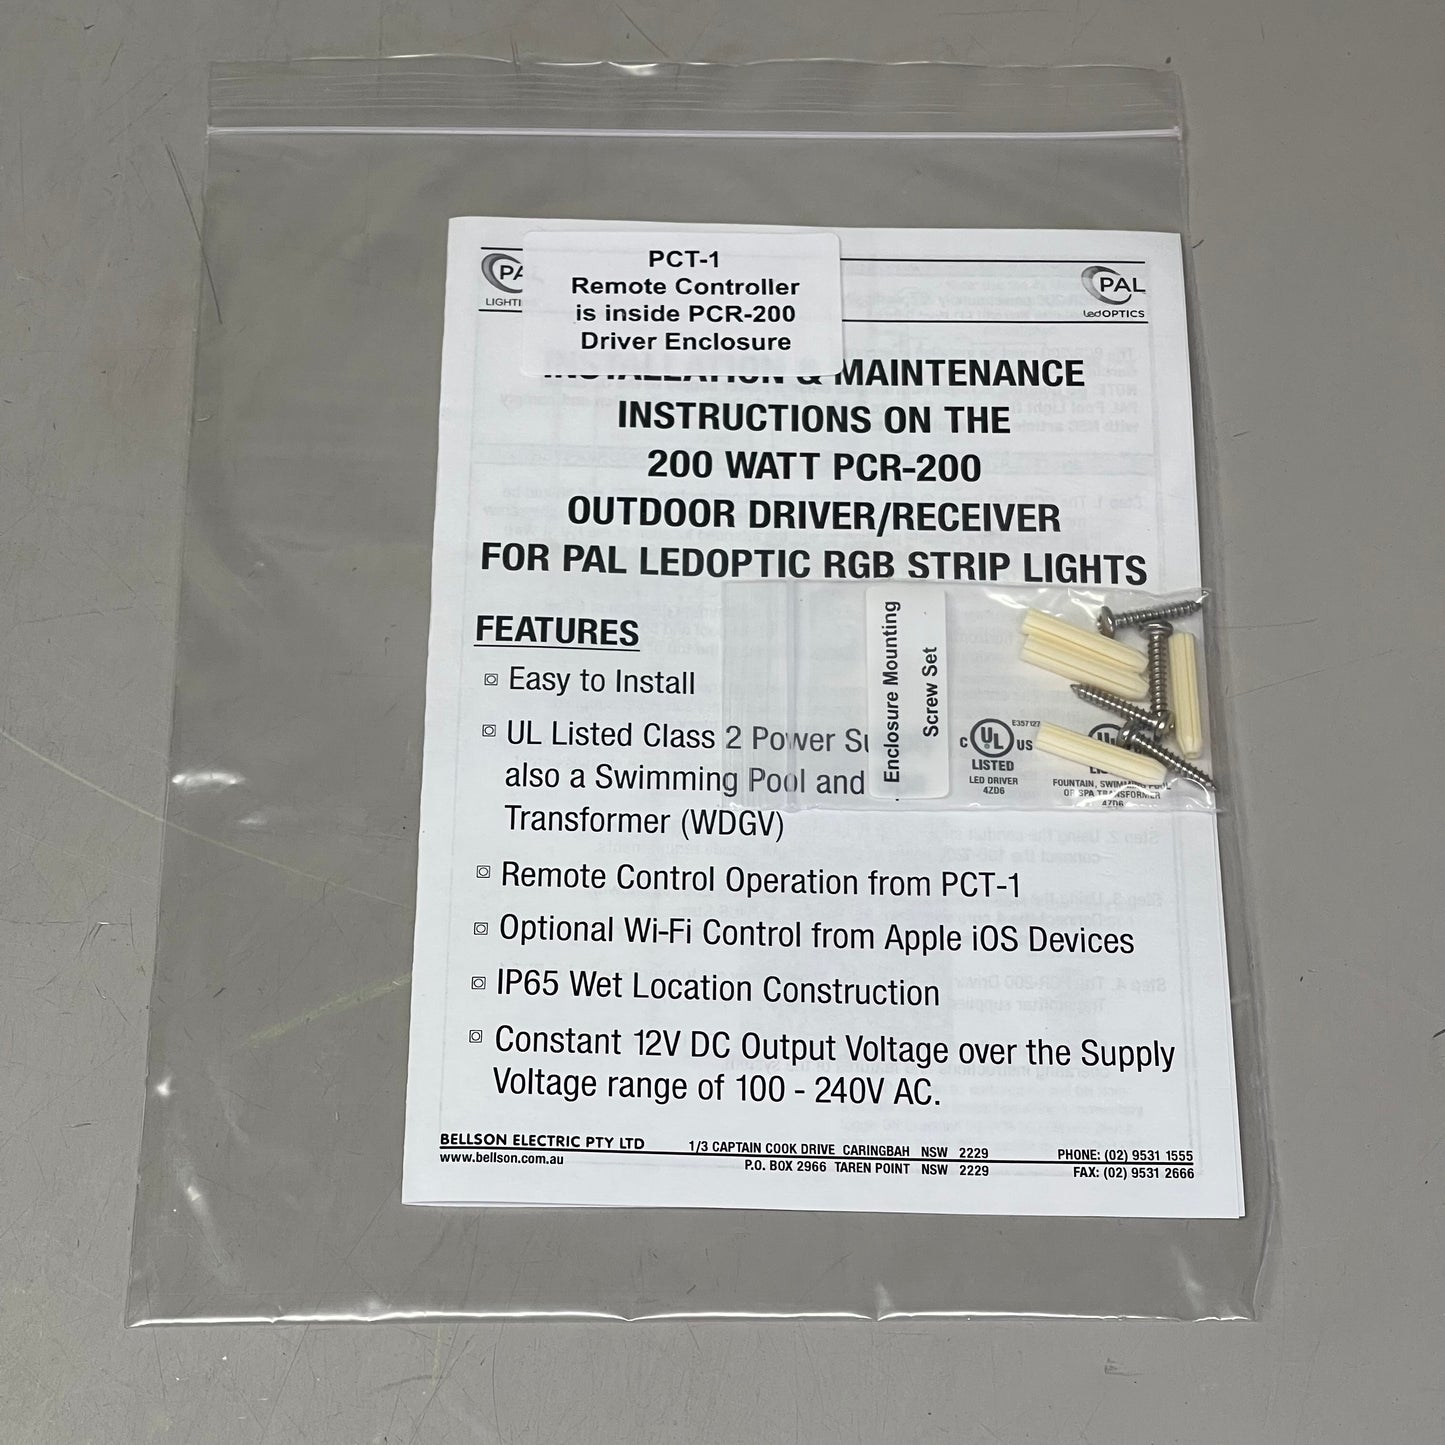 PCT-1
Remote Controller
is inside PCR-200
Driver Enclosure
PAL
LIGHTI
PAL
LedOPTICS
INSTALLATION & MAINTENANCE
INSTRUCTIONS ON THE
200 WATT PCR-200
OUTDOOR DRIVER/RECEIVER
FOR PAL LEDOPTIC RGB STRIP LIGHTS
FEATURES
Easy to Install
UL Listed Class 2 Power
also a Swimming Pool and
Transformer (WDGV)
Enclosure Mounting
Screw Set
E357127
C UL US
LISTED
LED DRIVER
4ZD6
UL
FOUNTAIN, SWIMMING POOL
OR SPA TRANSFORMER
4ZD6
Remote Control Operation from PCT-1
Optional Wi-Fi Control from Apple iOS Devices
IP65 Wet Location Construction
Constant 12V DC Output Voltage over the Supply
Voltage range of 100 - 240V AC.
BELLSON ELECTRIC PTY LTD 1/3 CAPTAIN COOK DRIVE CARINGBAH NSW 2229 PHONE: (02) 9531 1555
www.bellson.com.au P.O. BOX 2966 TAREN POINT NSW 2229 FAX: (02) 9531 2666